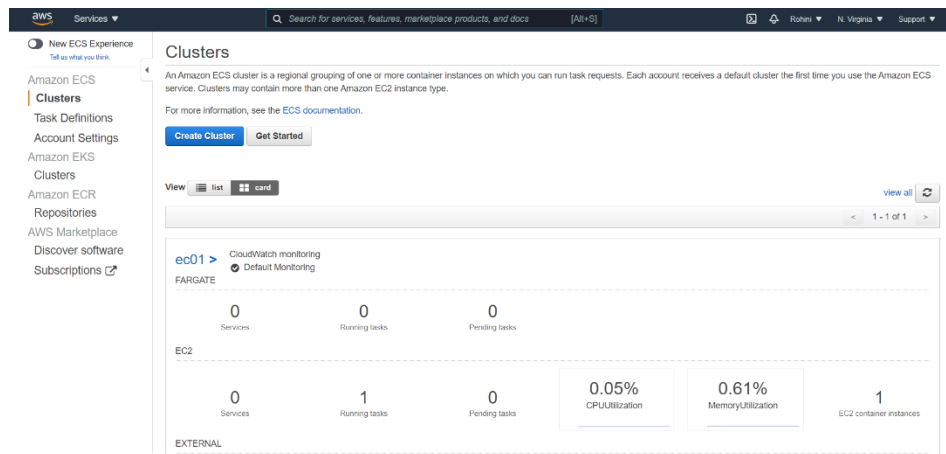 aws Services ▼ Search for services, features, marketplace products, and docs [Alt+S] Rohini ▼ N. Virginia ▼ Support ▼
New ECS Experience
Tell us what you think
Amazon ECS
Clusters
Task Definitions
Account Settings
Amazon EKS
Clusters
Amazon ECR
Repositories
AWS Marketplace
Discover software
Subscriptions
Clusters
An Amazon ECS cluster is a regional grouping of one or more container instances on which you can run task requests. Each account receives a default cluster the first time you use the Amazon ECS
service. Clusters may contain more than one Amazon EC2 instance type.
For more information, see the ECS documentation.
Create Cluster Get Started
View list card view all
< 1 - 1 of 1 >
ec01 > CloudWatch monitoring
Default Monitoring
FARGATE
0 0 0
Services Running tasks Pending tasks
EC2
0 1 0 0.05% 0.61% 1
Services Running tasks Pending tasks CPUUtilization MemoryUtilization EC2 container instances
EXTERNAL